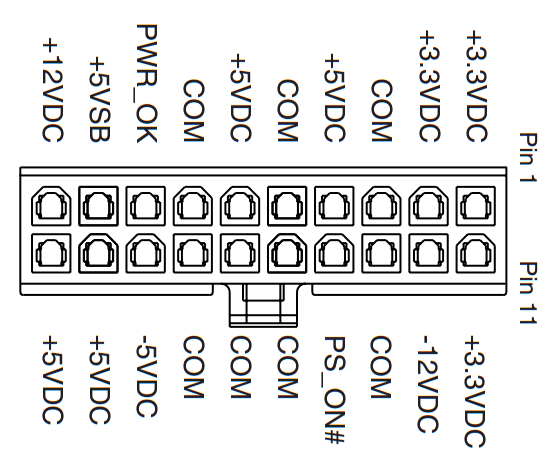 +12VDC
+5VSB
PWR_OK
COM
+5VDC
COM
+5VDC
COM
+3.3VDC
+3.3VDC
Pin 1
Pin 11
+5VDC
+5VDC
-5VDC
COM
COM
COM
PS_ON#
COM
-12VDC
+3.3VDC